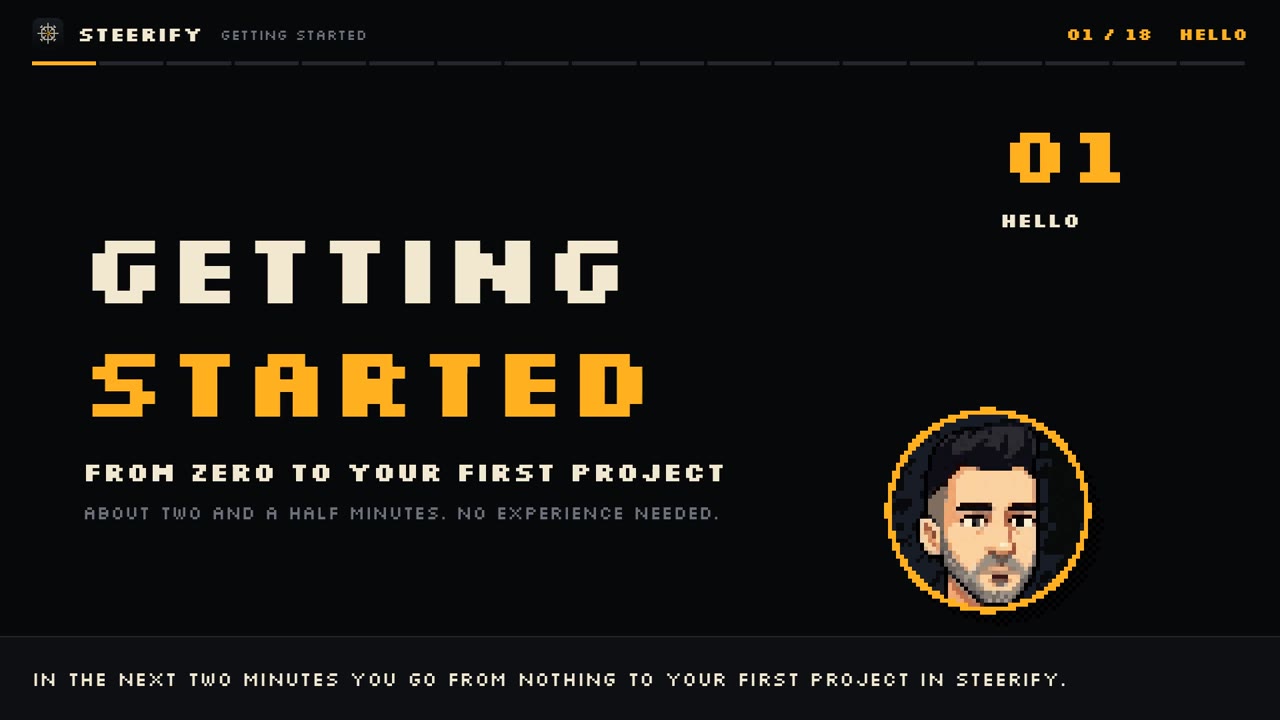 STEERIFY GETTING STARTED 01 / 18 HELLO
01
HELLO
GETTING
STARTED
FROM ZERO TO YOUR FIRST PROJECT
ABOUT TWO AND A HALF MINUTES. NO EXPERIENCE NEEDED.
IN THE NEXT TWO MINUTES YOU GO FROM NOTHING TO YOUR FIRST PROJECT IN STEERIFY.